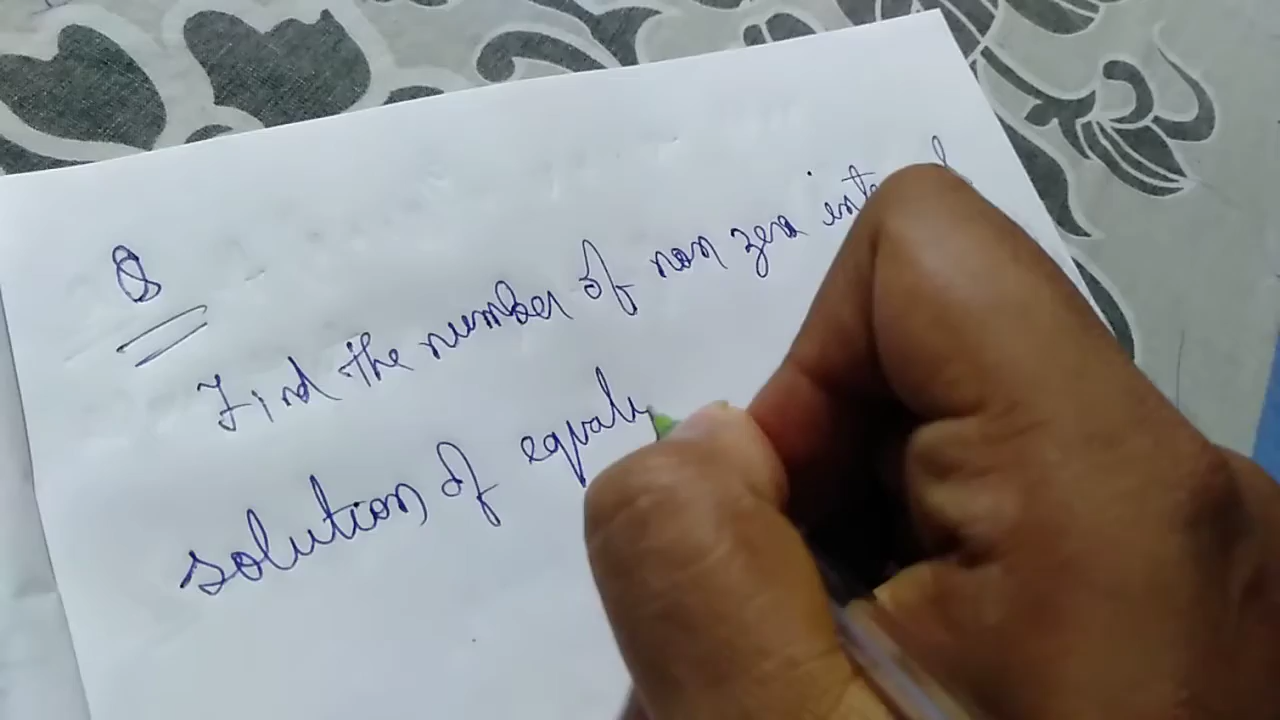 Q
Find the number of non zero
solution of